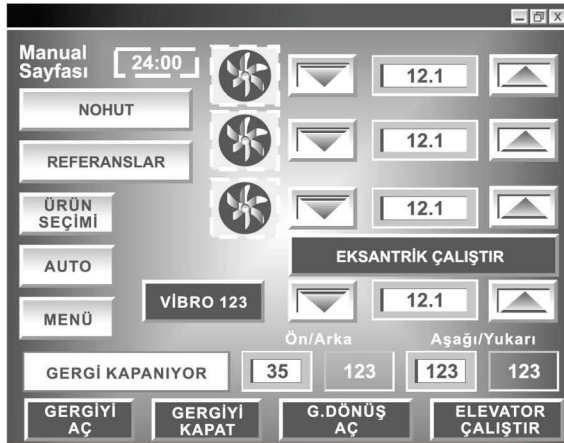 Manual
Sayfası
24:00
12.1
NOHUT
12.1
REFERANSLAR
ÜRÜN
SEÇİMİ
12.1
EKSANTRİK ÇALIŞTIR
AUTO
VİBRO 123
12.1
MENÜ
Ön/Arka
Aşağı/Yukarı
GERGİ KAPANIYOR
35
123
123
123
GERGİYİ
AÇ
GERGİYİ
KAPAT
G.DÖNÜŞ
AÇ
ELEVATOR
ÇALIŞTIR